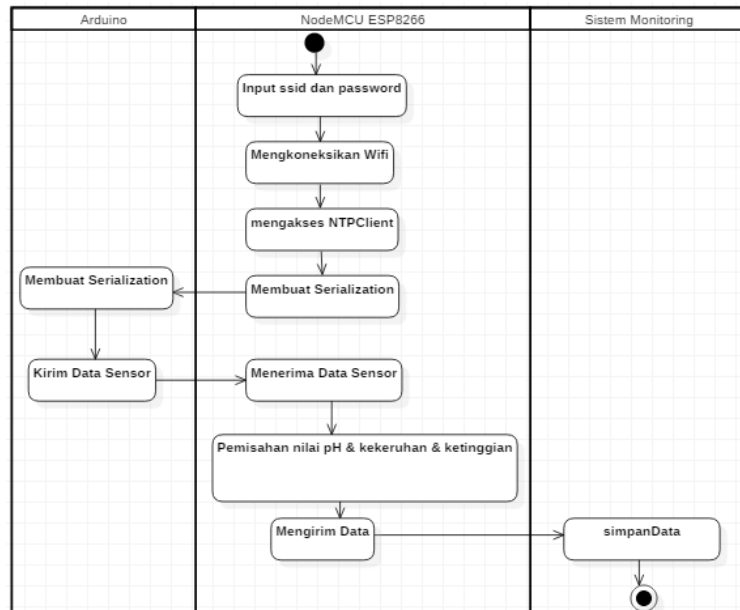 Arduino
NodeMCU ESP8266
Sistem Monitoring
Input ssid dan password
Mengkoneksikan Wifi
mengakses NTPClient
Membuat Serialization
Membuat Serialization
Kirim Data Sensor
Menerima Data Sensor
Pemisahan nilai pH & kekeruhan & ketinggian
Mengirim Data
simpanData